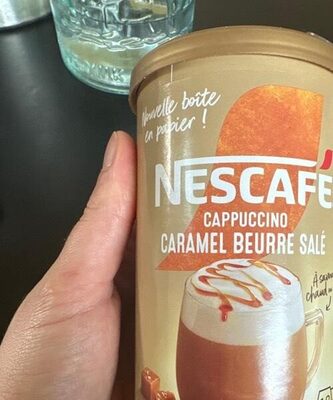 Nouvelle boîte
en papier !
NESCAFÉ
CAPPUCCINO
CARAMEL BEURRE SALÉ